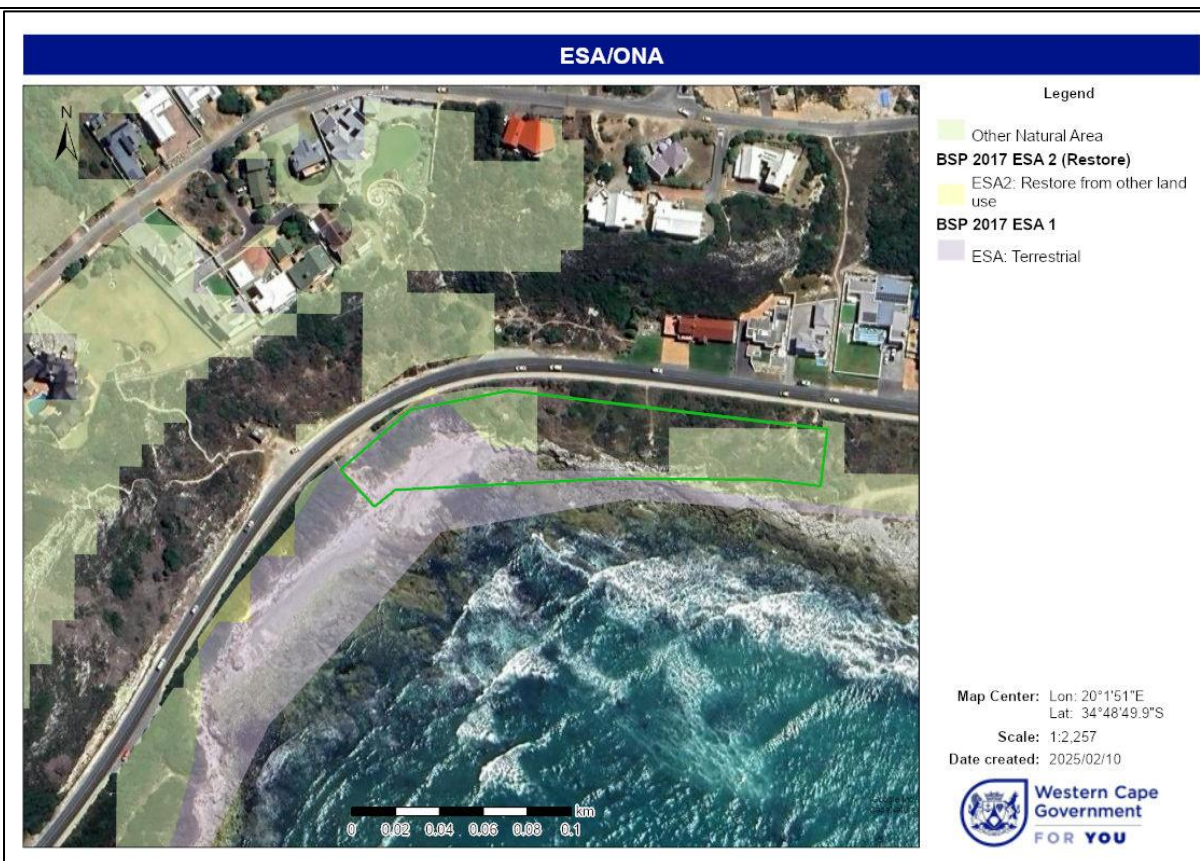 ESA/ONA
N
Legend
Other Natural Area
BSP 2017 ESA 2 (Restore)
ESA2: Restore from other land
use
BSP 2017 ESA 1
ESA: Terrestrial
Map Center: Lon: 20°1'51"E
Lat: 34°48'49.9"S
Scale: 1:2,257
Date created: 2025/02/10
km
0 0.02 0.04 0.06 0.08 0.1
Western Cape
Government
FOR YOU